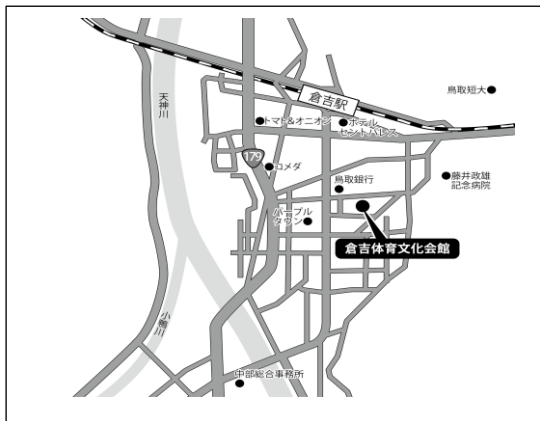 鳥取短大
倉吉駅
天神川
トマト&オニオン
ホテル
セントパレス
179
コメダ
鳥取銀行
藤井政雄
記念病院
パープル
タウン
倉吉体育文化会館
小鴨川
中部総合事務所